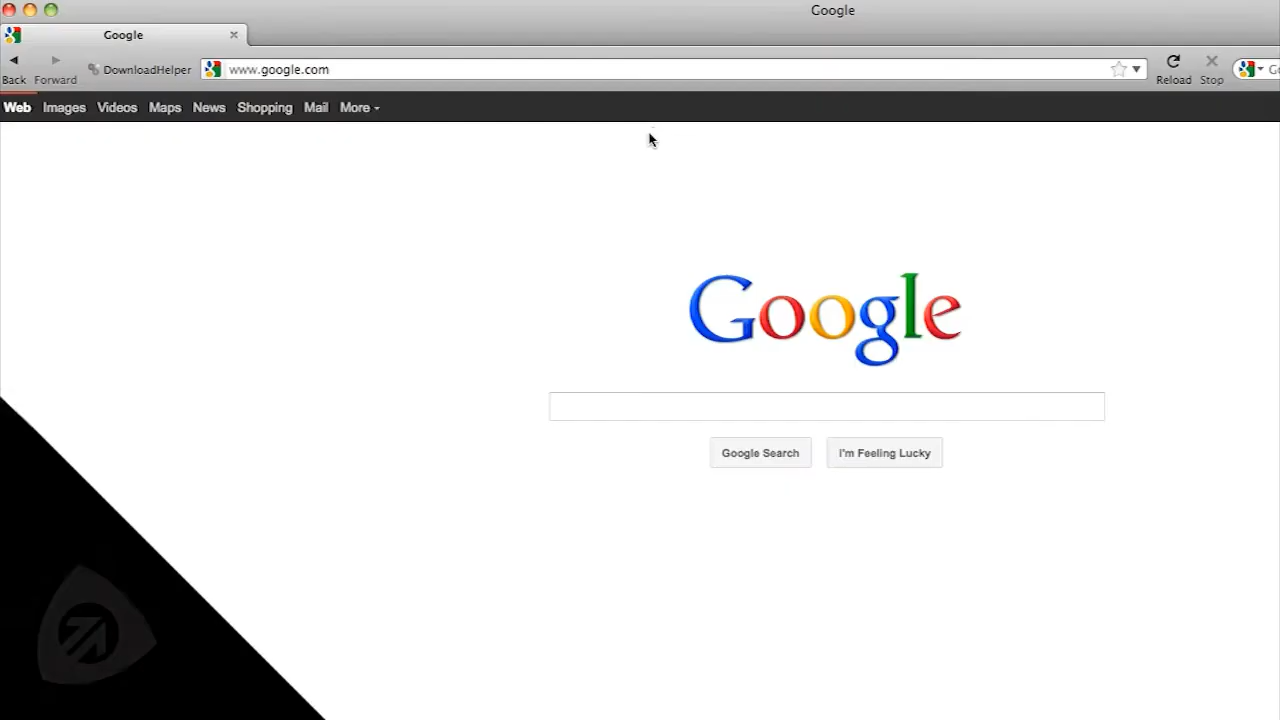 Google
Google
Back Forward DownloadHelper www.google.com Reload Stop
Web Images Videos Maps News Shopping Mail More
Google
Google Search I'm Feeling Lucky